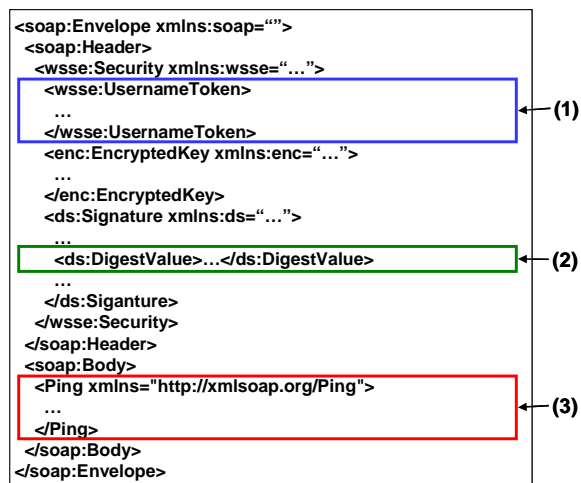 <soap:Envelope xmlns:soap=“”>
<soap:Header>
<wsse:Security xmlns:wsse=“…”>
<wsse:UsernameToken>
…
</wsse:UsernameToken>
(1)
<enc:EncryptedKey xmlns:enc=“…”>
…
</enc:EncryptedKey>
<ds:Signature xmlns:ds=“…”>
…
<ds:DigestValue>…</ds:DigestValue>
(2)
…
</ds:Siganture>
</wsse:Security>
</soap:Header>
<soap:Body>
<Ping xmlns="http://xmlsoap.org/Ping">
…
(3)
</Ping>
</soap:Body>
</soap:Envelope>